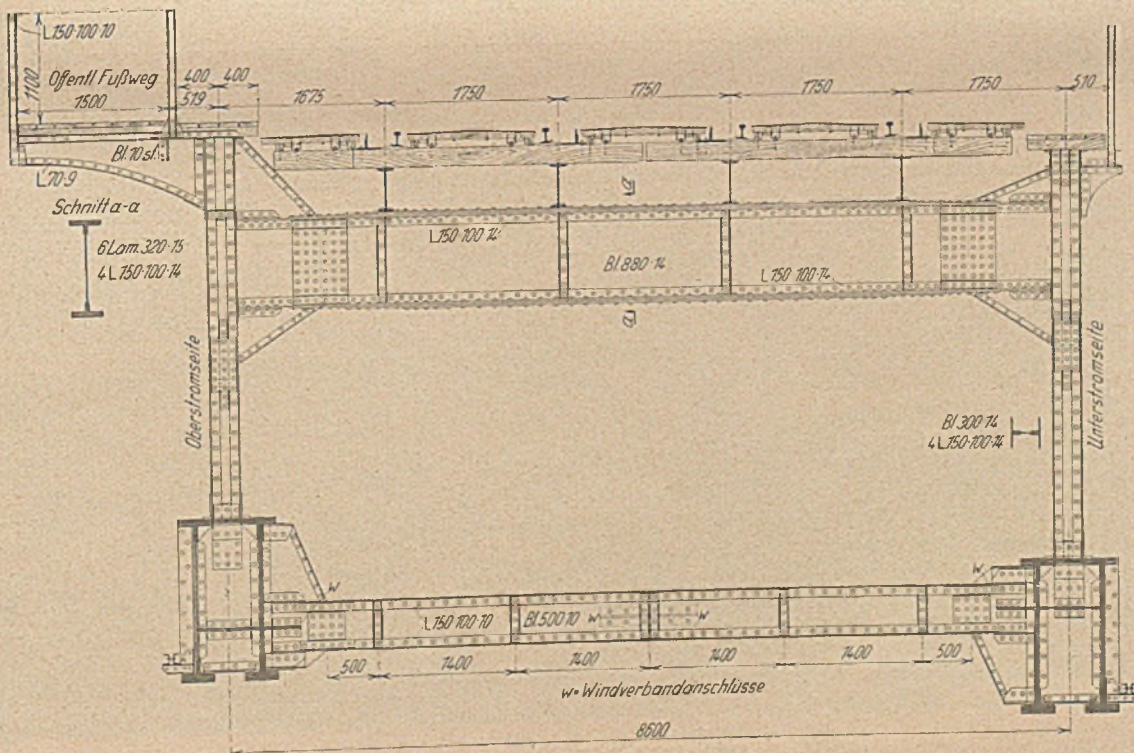 L150·100·10
1100
Öffentl Fußweg
1500
400 400
519
1675 1750 1750 1750 1750 510
Bl.10 st.
L70·9
Schnitt a-a
6 Lam. 320·15
4 L 150·100·14
a
L150·100·14
Bl.880·14
L150·100·14
a
Oberstromseite
Unterstromseite
Bl.300·14
4 L.150·100·14
w
w
L150·100·10
Bl.500·10
w
w
500 1400 1400 1400 1400 500
w=Windverbandanschlüsse
8600